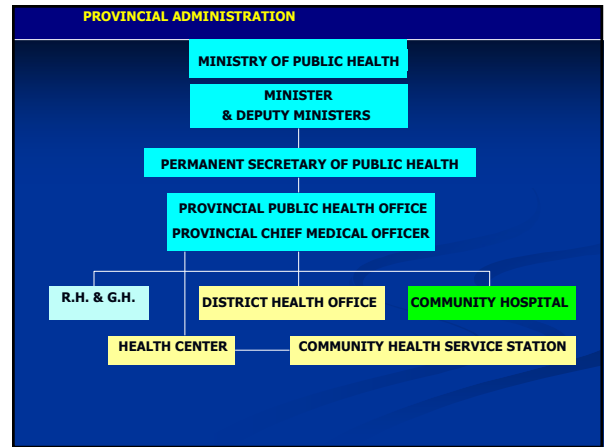 PROVINCIAL ADMINISTRATION
MINISTRY OF PUBLIC HEALTH
MINISTER
& DEPUTY MINISTERS
PERMANENT SECRETARY OF PUBLIC HEALTH
PROVINCIAL PUBLIC HEALTH OFFICE
PROVINCIAL CHIEF MEDICAL OFFICER
R.H. & G.H.
DISTRICT HEALTH OFFICE
COMMUNITY HOSPITAL
HEALTH CENTER
COMMUNITY HEALTH SERVICE STATION